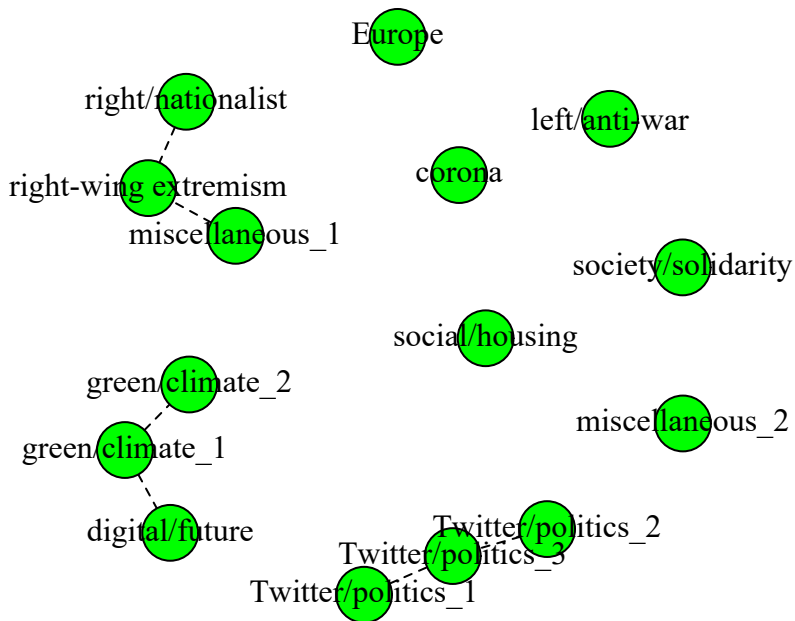 Europe
right/nationalist
left/anti-war
corona
right-wing extremism
miscellaneous_1
society/solidarity
social/housing
green/climate_2
miscellaneous_2
green/climate_1
digital/future
Twitter/politics_2
Twitter/politics_3
Twitter/politics_1